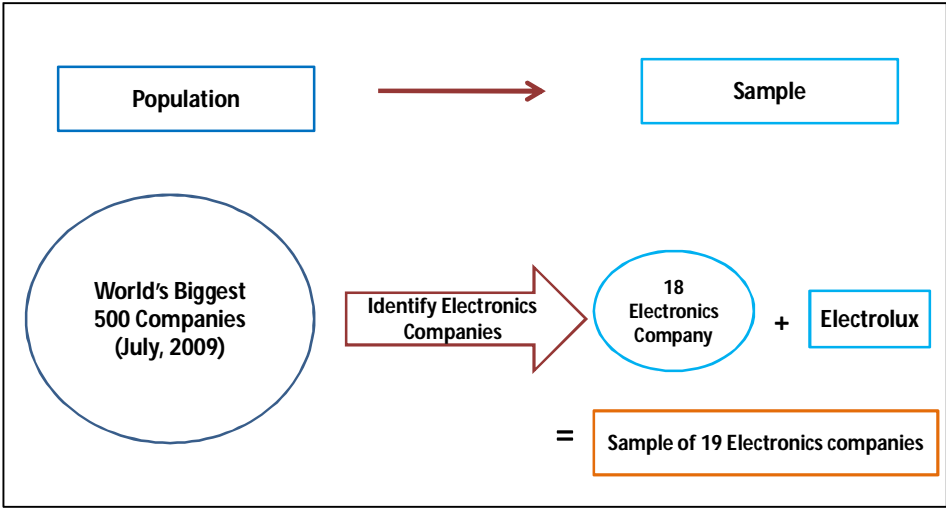 Population
Sample
World's Biggest
500 Companies
(July, 2009)
Identify Electronics
Companies
18
Electronics
Company
+
Electrolux
=
Sample of 19 Electronics companies